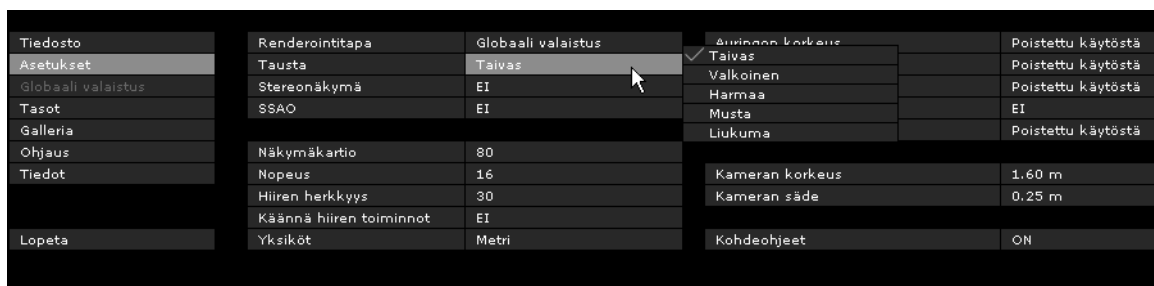 Tiedosto
Asetukset
Globaali valaistus
Tasot
Galleria
Ohjaus
Tiedot
Lopeta
Renderointitapa Globaali valaistus
Tausta Taivas
Stereonäkymä EI
SSAO EI
Näkymäkartio 80
Nopeus 16
Hiiren herkkyys 30
Käännä hiiren toiminnot EI
Yksiköt Metri
Taivas
Valkoinen
Harmaa
Musta
Liukuma
Auringon korkeus Poistettu käytöstä
Poistettu käytöstä
Poistettu käytöstä
EI
Poistettu käytöstä
Kameran korkeus 1.60 m
Kameran säde 0.25 m
Kohdeohjeet ON